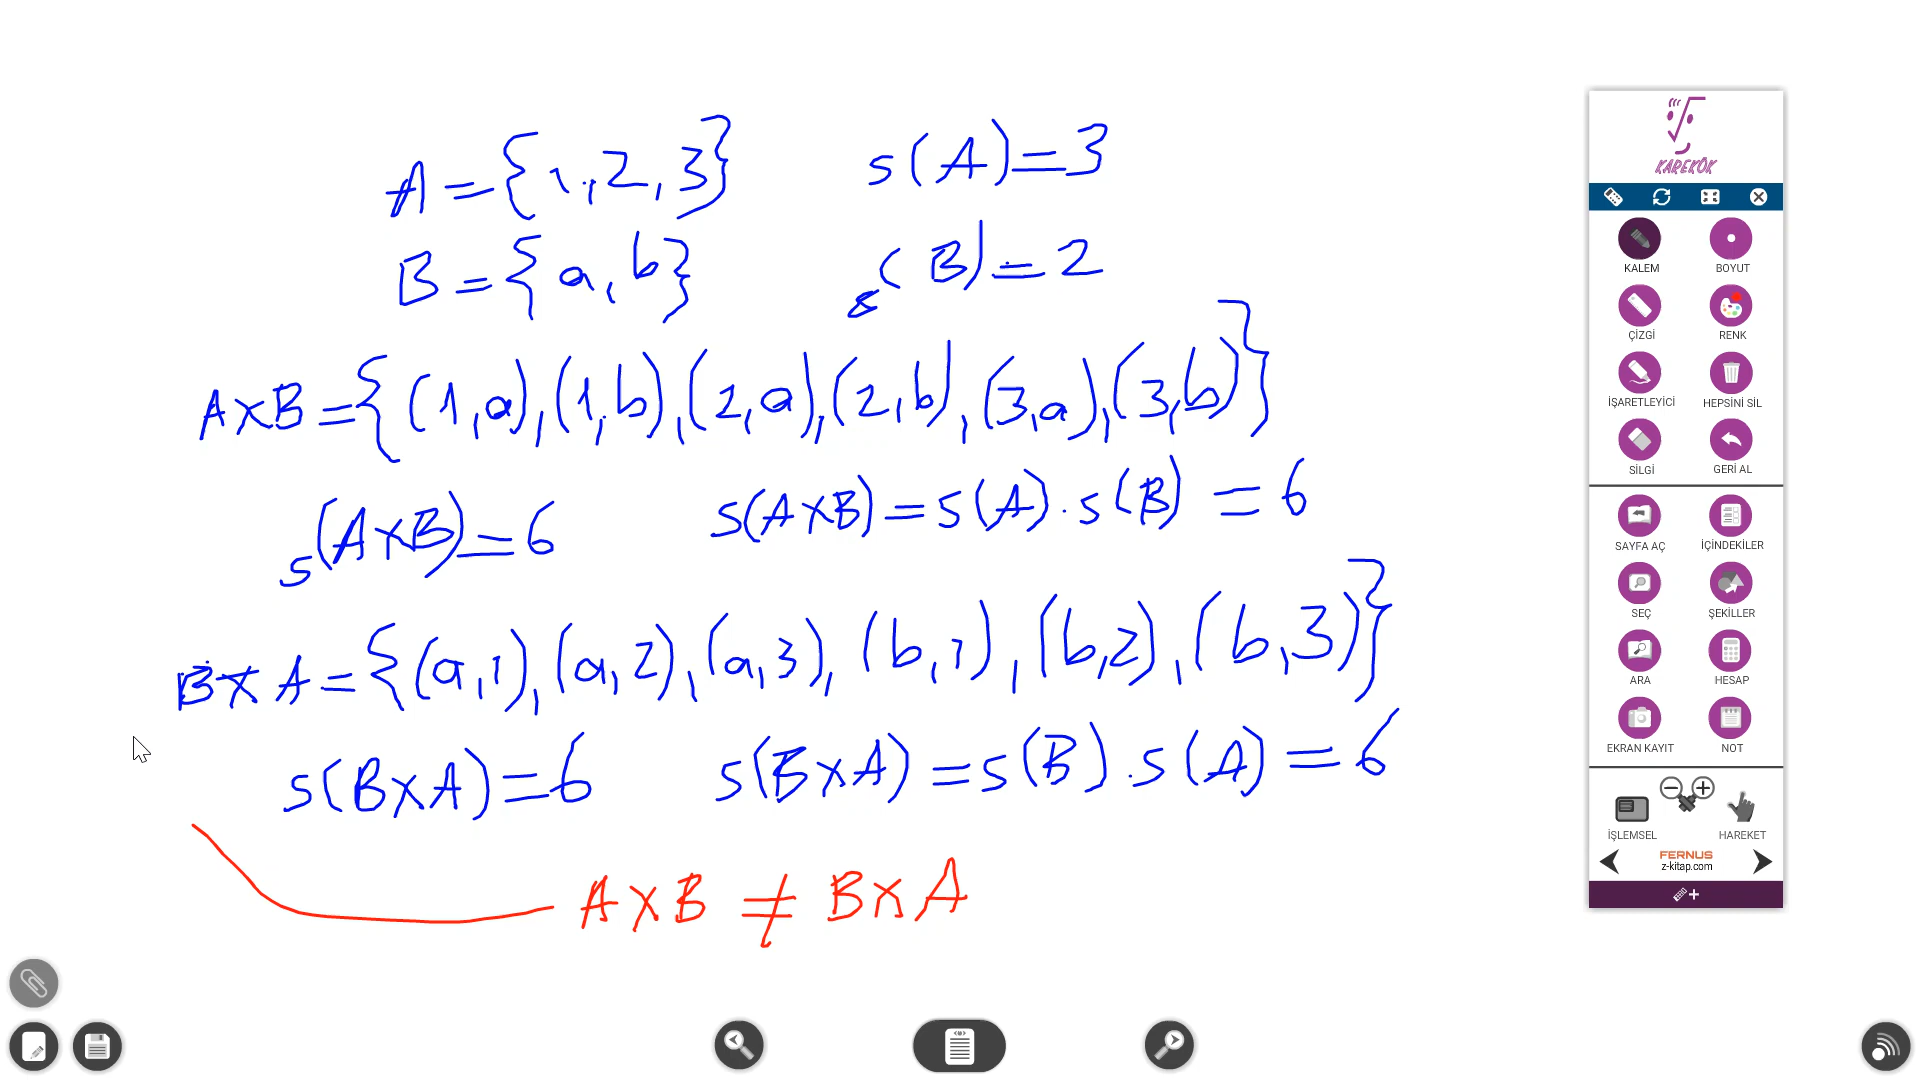 A = {1, 2, 3} s(A) = 3
B = {a, b} s(B) = 2
A×B = {(1,a), (1,b), (2,a), (2,b), (3,a), (3,b)}
s(A×B) = 6 s(A×B) = s(A) . s(B) = 6
B×A = {(a,1), (a,2), (a,3), (b,1), (b,2), (b,3)}
s(B×A) = 6 s(B×A) = s(B) . s(A) = 6
A×B ≠ B×A
KAREKÖK
KALEM BOYUT
ÇİZGİ RENK
İŞARETLEYİCİ HEPSİNİ SİL
SİLGİ GERİ AL
SAYFA AÇ İÇİNDEKİLER
SEÇ ŞEKİLLER
ARA HESAP
EKRAN KAYIT NOT
İŞLEMSEL HAREKET
FERNUS
z-kitap.com